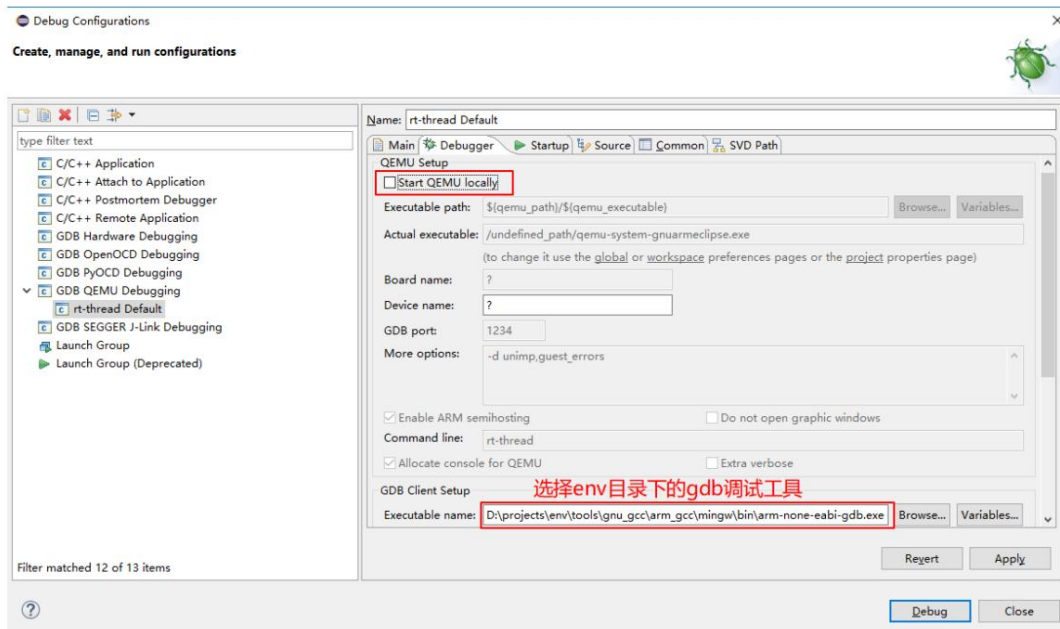 Debug Configurations
Create, manage, and run configurations
type filter text
C/C++ Application
C/C++ Attach to Application
C/C++ Postmortem Debugger
C/C++ Remote Application
GDB Hardware Debugging
GDB OpenOCD Debugging
GDB PyOCD Debugging
GDB QEMU Debugging
rt-thread Default
GDB SEGGER J-Link Debugging
Launch Group
Launch Group (Deprecated)
Filter matched 12 of 13 items
Name: rt-thread Default
Main Debugger Startup Source Common SVD Path
QEMU Setup
Start QEMU locally
Executable path: ${qemu_path}/${qemu_executable} Browse... Variables...
Actual executable: /undefined_path/qemu-system-gnuarmeclipse.exe
(to change it use the global or workspace preferences pages or the project properties page)
Board name: ?
Device name: ?
GDB port: 1234
More options: -d unimp,guest_errors
Enable ARM semihosting Do not open graphic windows
Command line: rt-thread
Allocate console for QEMU Extra verbose
选择env目录下的gdb调试工具
GDB Client Setup
Executable name: D:\projects\env\tools\gnu_gcc\arm_gcc\mingw\bin\arm-none-eabi-gdb.exe Browse... Variables...
Revert Apply
Debug Close